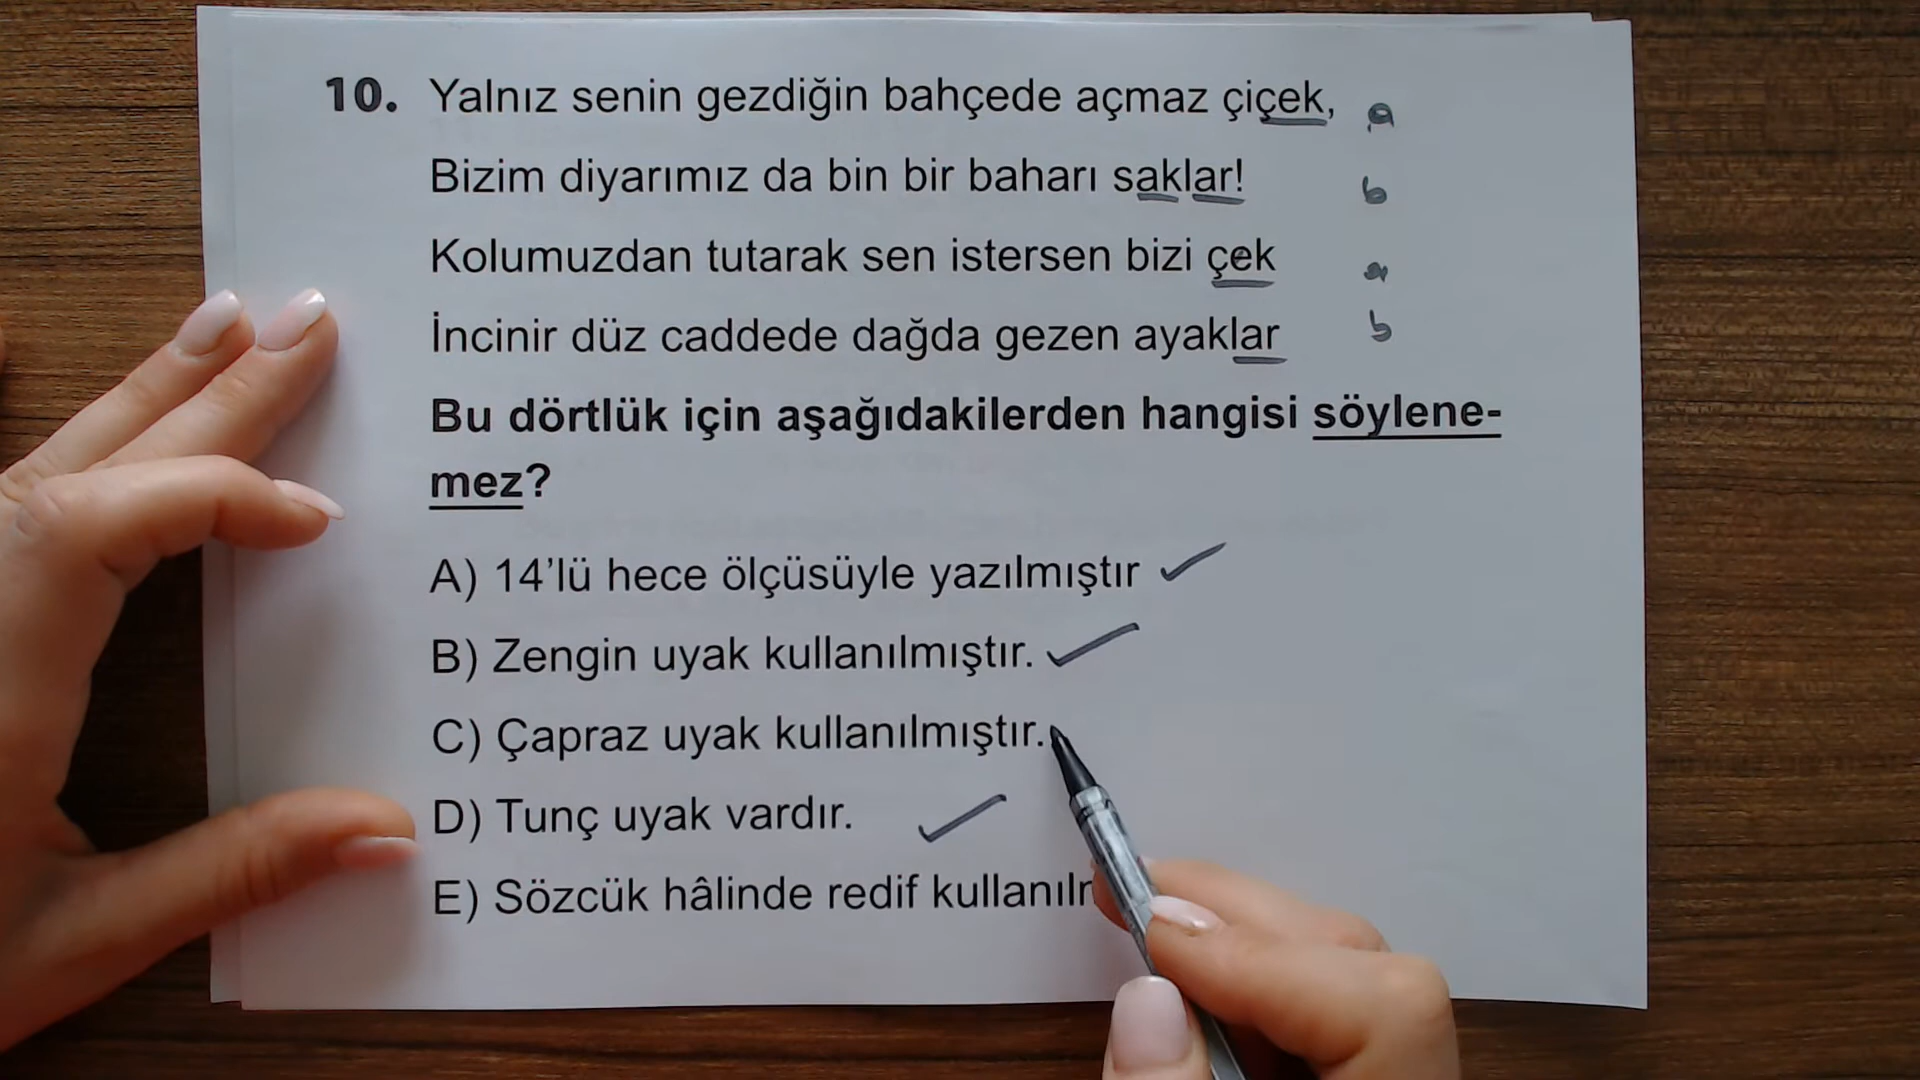 10. Yalnız senin gezdiğin bahçede açmaz çiçek, a
Bizim diyarımız da bin bir baharı saklar! b
Kolumuzdan tutarak sen istersen bizi çek a
İncinir düz caddede dağda gezen ayaklar b
Bu dörtlük için aşağıdakilerden hangisi söylene-
mez?
A) 14’lü hece ölçüsüyle yazılmıştır
B) Zengin uyak kullanılmıştır.
C) Çapraz uyak kullanılmıştır.
D) Tunç uyak vardır.
E) Sözcük hâlinde redif